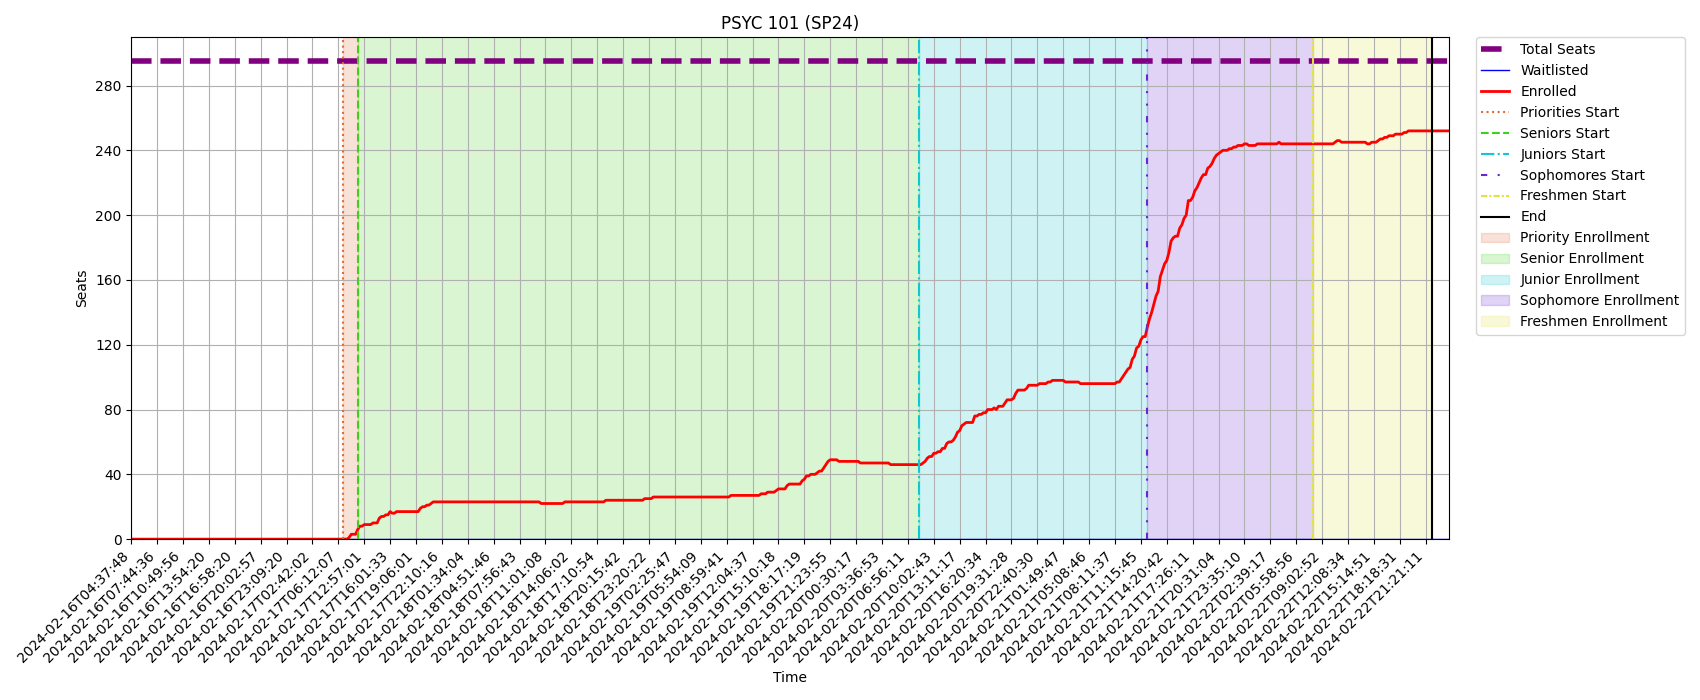 PSYC 101 (SP24)
Total Seats
Waitlisted
Enrolled
Priorities Start
Seniors Start
Juniors Start
Sophomores Start
Freshmen Start
End
Priority Enrollment
Senior Enrollment
Junior Enrollment
Sophomore Enrollment
Freshmen Enrollment
Seats
280
240
200
160
120
80
40
0
2024-02-16T04:37:48
2024-02-16T07:44:36
2024-02-16T10:49:56
2024-02-16T13:54:20
2024-02-16T16:58:20
2024-02-16T20:02:57
2024-02-16T23:09:20
2024-02-17T02:42:02
2024-02-17T06:12:07
2024-02-17T12:57:01
2024-02-17T16:01:33
2024-02-17T19:06:01
2024-02-17T22:10:16
2024-02-18T01:34:04
2024-02-18T04:51:46
2024-02-18T07:56:43
2024-02-18T11:01:08
2024-02-18T14:06:02
2024-02-18T17:10:54
2024-02-18T20:15:42
2024-02-18T23:20:22
2024-02-19T02:25:47
2024-02-19T05:54:09
2024-02-19T08:59:41
2024-02-19T12:04:37
2024-02-19T15:10:18
2024-02-19T18:17:19
2024-02-19T21:23:55
2024-02-20T00:30:17
2024-02-20T03:36:53
2024-02-20T06:56:11
2024-02-20T10:02:43
2024-02-20T13:11:17
2024-02-20T16:20:34
2024-02-20T19:31:28
2024-02-20T22:40:30
2024-02-21T01:49:47
2024-02-21T05:08:46
2024-02-21T08:11:37
2024-02-21T11:15:45
2024-02-21T14:20:42
2024-02-21T17:26:11
2024-02-21T20:31:04
2024-02-21T23:35:10
2024-02-22T02:39:17
2024-02-22T05:58:56
2024-02-22T09:02:52
2024-02-22T12:08:34
2024-02-22T15:14:51
2024-02-22T18:18:31
2024-02-22T21:21:11
Time